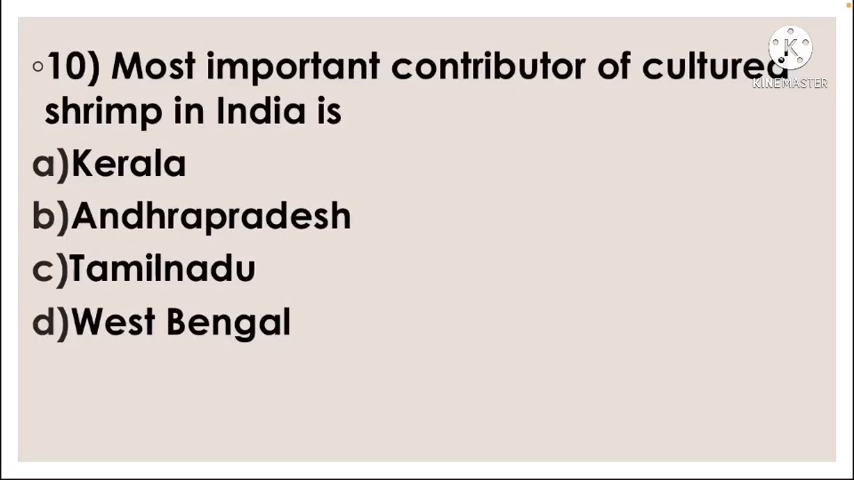 ◦10) Most important contributor of cultured
shrimp in India is
a)Kerala
b)Andhrapradesh
c)Tamilnadu
d)West Bengal
K
KINEMASTER